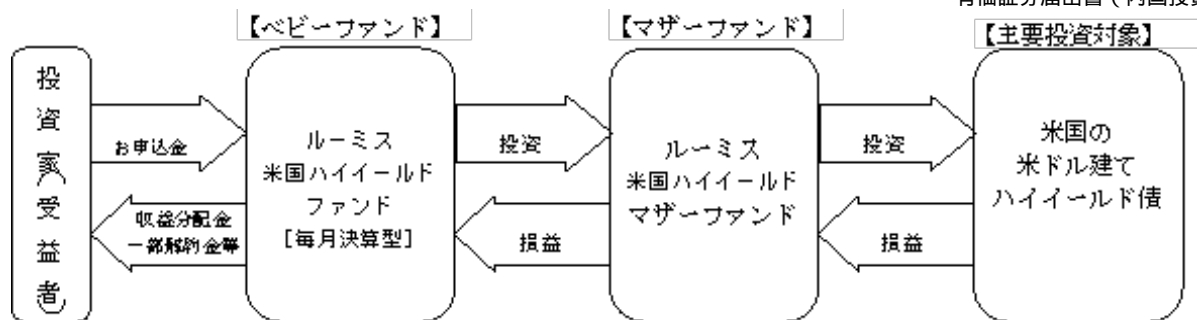 【ベビーファンド】
【マザーファンド】
【主要投資対象】
投資家(受益者)
お申込金
収益分配金
一部解約金等
ルーミス
米国ハイイールド
ファンド
[毎月決算型]
投資
損益
ルーミス
米国ハイイールド
マザーファンド
投資
損益
米国の
米ドル建て
ハイイールド債